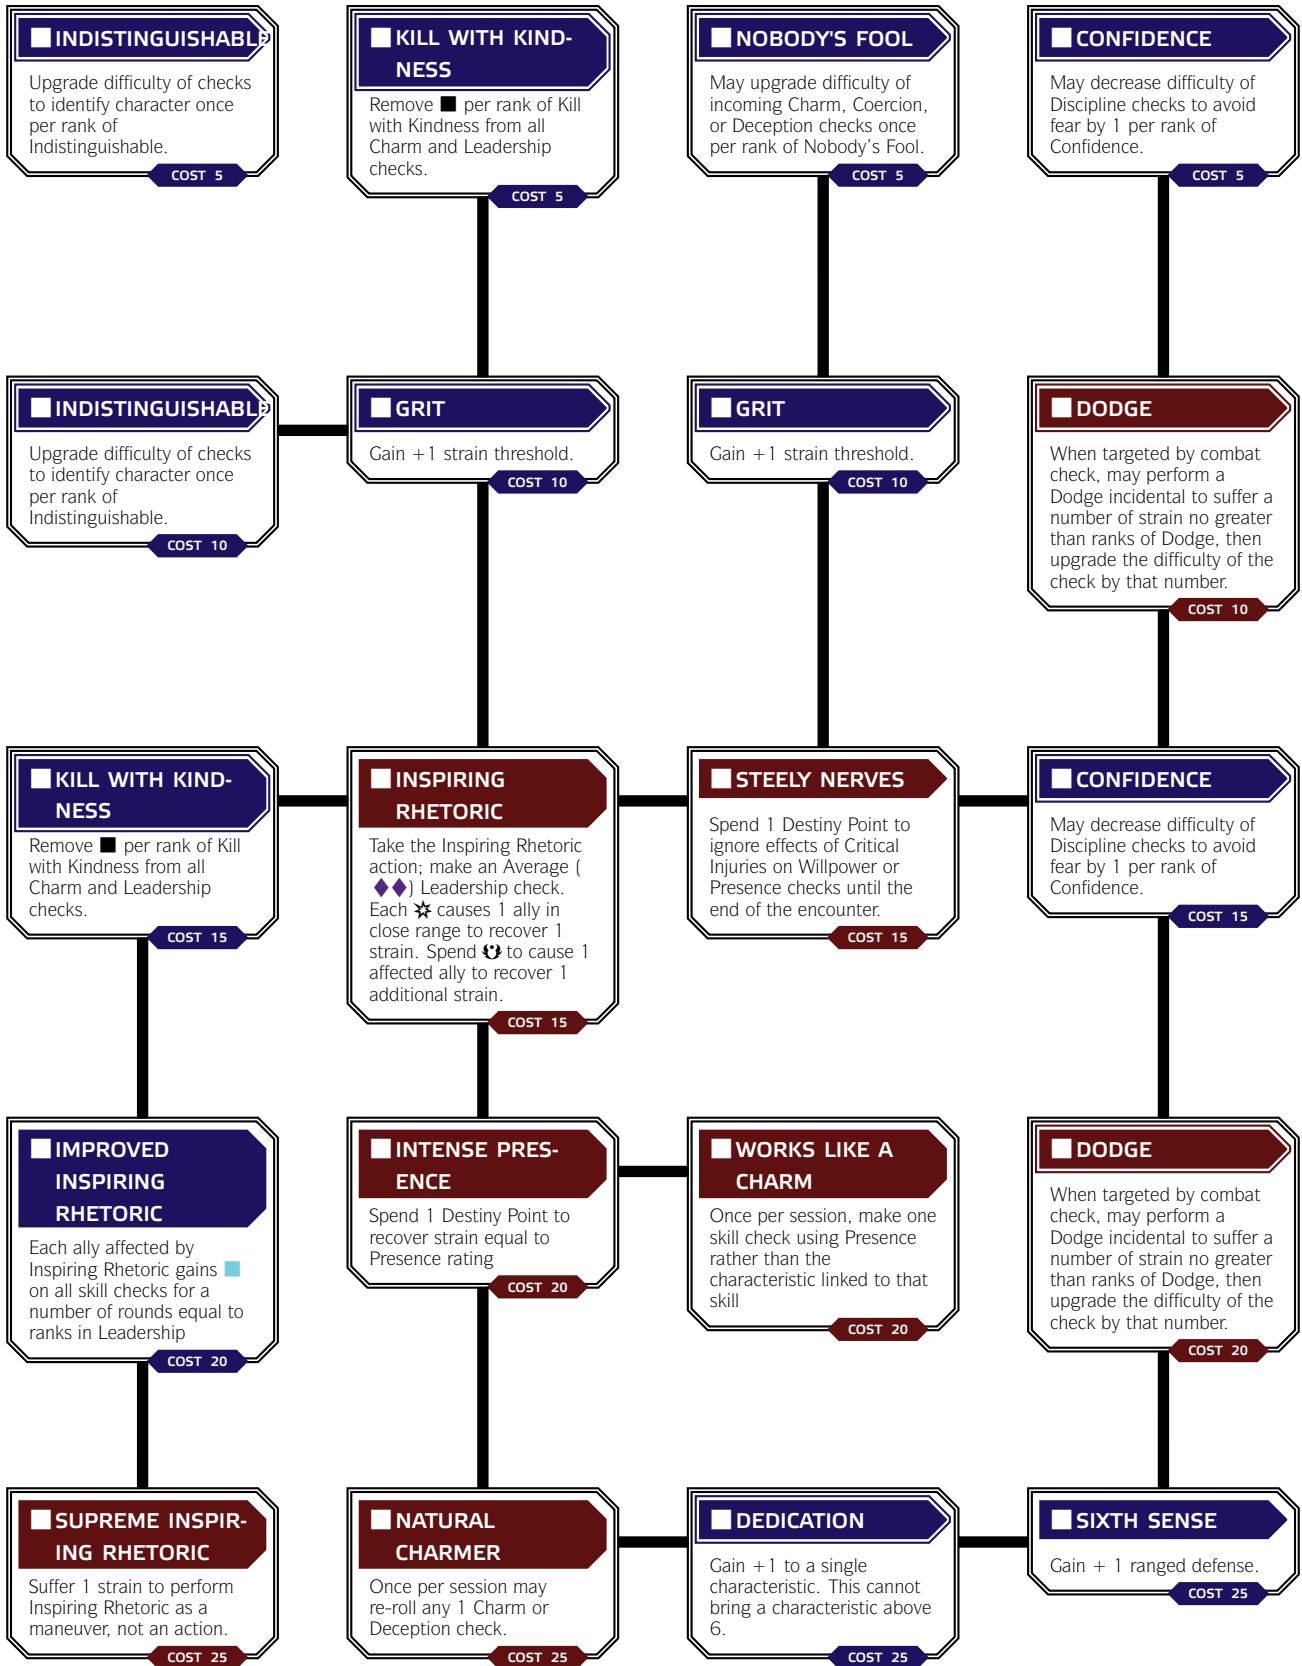 INDISTINGUISHABLE
Upgrade difficulty of checks
to identify character once
per rank of
Indistinguishable.
COST 5
KILL WITH KIND-
NESS
Remove ■ per rank of Kill
with Kindness from all
Charm and Leadership
checks.
COST 5
NOBODY'S FOOL
May upgrade difficulty of
incoming Charm, Coercion,
or Deception checks once
per rank of Nobody's Fool.
COST 5
CONFIDENCE
May decrease difficulty of
Discipline checks to avoid
fear by 1 per rank of
Confidence.
COST 5
INDISTINGUISHABLE
Upgrade difficulty of checks
to identify character once
per rank of
Indistinguishable.
COST 10
GRIT
Gain +1 strain threshold.
COST 10
GRIT
Gain +1 strain threshold.
COST 10
DODGE
When targeted by combat
check, may perform a
Dodge incidental to suffer a
number of strain no greater
than ranks of Dodge, then
upgrade the difficulty of the
check by that number.
COST 10
KILL WITH KIND-
NESS
Remove ■ per rank of Kill
with Kindness from all
Charm and Leadership
checks.
COST 15
INSPIRING
RHETORIC
Take the Inspiring Rhetoric
action; make an Average (
♦♦) Leadership check.
Each causes 1 ally in
close range to recover 1
strain. Spend to cause 1
affected ally to recover 1
additional strain.
COST 15
STEELY NERVES
Spend 1 Destiny Point to
ignore effects of Critical
Injuries on Willpower or
Presence checks until the
end of the encounter.
COST 15
CONFIDENCE
May decrease difficulty of
Discipline checks to avoid
fear by 1 per rank of
Confidence.
COST 15
IMPROVED
INSPIRING
RHETORIC
Each ally affected by
Inspiring Rhetoric gains ■
on all skill checks for a
number of rounds equal to
ranks in Leadership
COST 20
INTENSE PRES-
ENCE
Spend 1 Destiny Point to
recover strain equal to
Presence rating
COST 20
WORKS LIKE A
CHARM
Once per session, make one
skill check using Presence
rather than the
characteristic linked to that
skill
COST 20
DODGE
When targeted by combat
check, may perform a
Dodge incidental to suffer a
number of strain no greater
than ranks of Dodge, then
upgrade the difficulty of the
check by that number.
COST 20
SUPREME INSPIR-
ING RHETORIC
Suffer 1 strain to perform
Inspiring Rhetoric as a
maneuver, not an action.
COST 25
NATURAL
CHARMER
Once per session may
re-roll any 1 Charm or
Deception check.
COST 25
DEDICATION
Gain +1 to a single
characteristic. This cannot
bring a characteristic above
6.
COST 25
SIXTH SENSE
Gain + 1 ranged defense.
COST 25